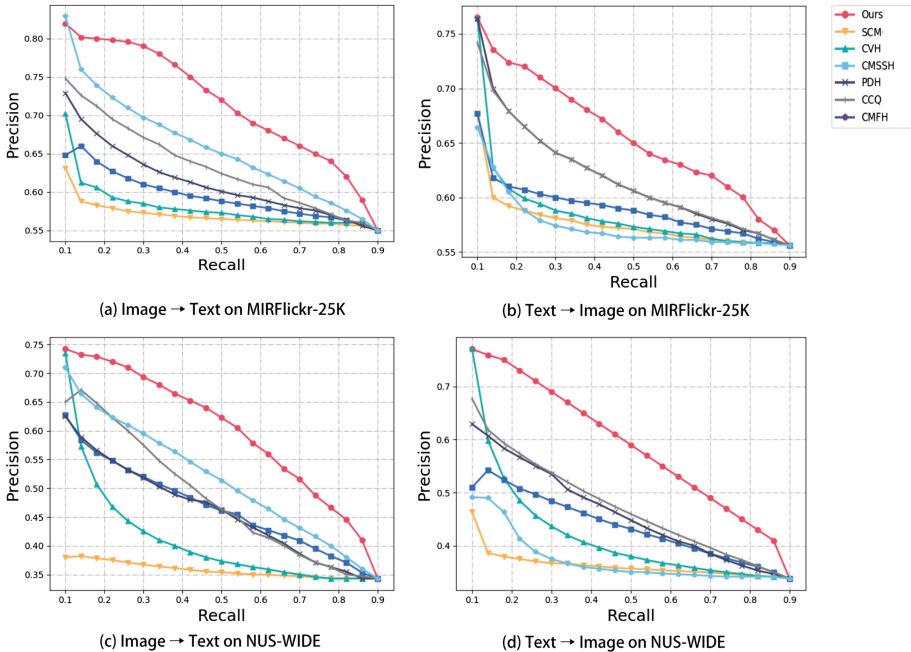 0.80
0.75
0.70
0.65
0.60
0.55
Precision
0.1 0.2 0.3 0.4 0.5 0.6 0.7 0.8 0.9
Recall
(a) Image → Text on MIRFlickr-25K
0.75
0.70
0.65
0.60
0.55
Precision
0.1 0.2 0.3 0.4 0.5 0.6 0.7 0.8 0.9
Recall
(b) Text → Image on MIRFlickr-25K
Ours
SCM
CVH
CMSSH
PDH
CCQ
CMFH
0.75
0.70
0.65
0.60
0.55
0.50
0.45
0.40
0.35
Precision
0.1 0.2 0.3 0.4 0.5 0.6 0.7 0.8 0.9
Recall
(c) Image → Text on NUS-WIDE
0.7
0.6
0.5
0.4
Precision
0.1 0.2 0.3 0.4 0.5 0.6 0.7 0.8 0.9
Recall
(d) Text → Image on NUS-WIDE